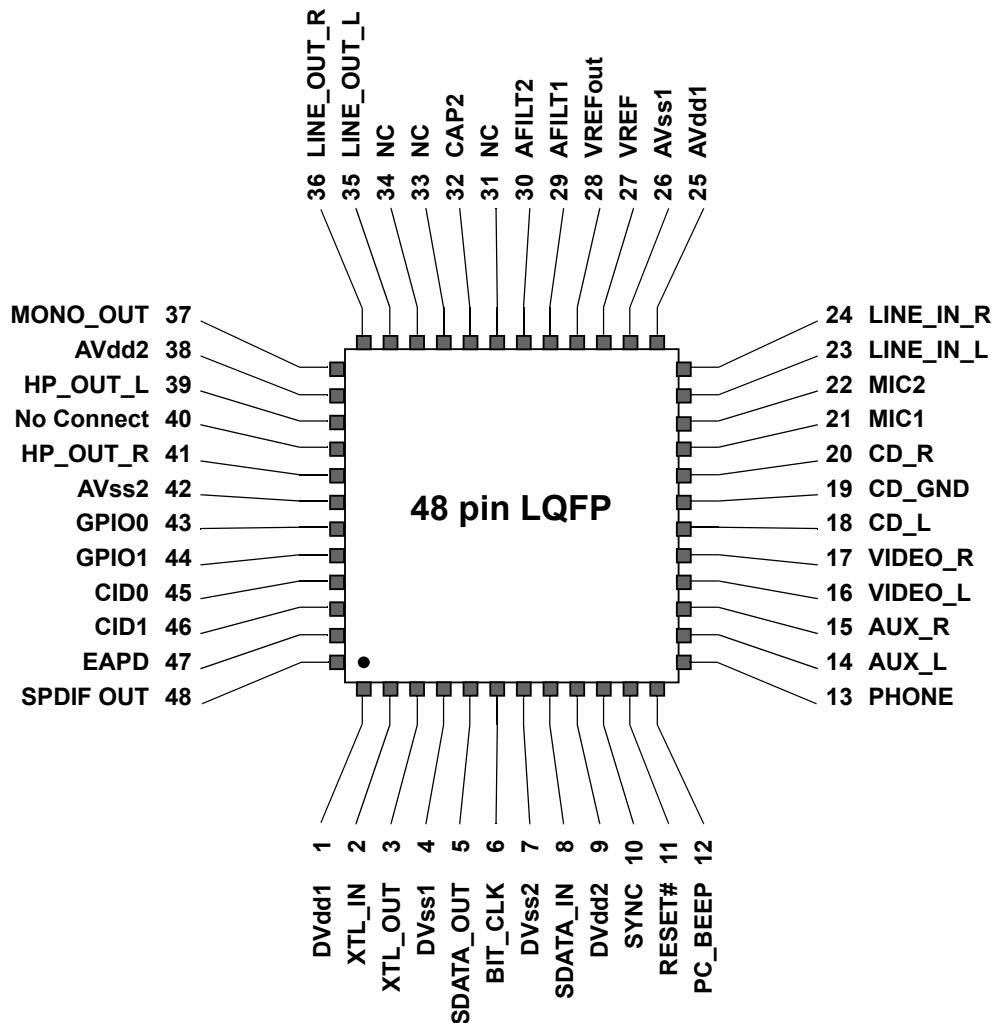 36 LINE_OUT_R
35 LINE_OUT_L
34 NC
33 NC
32 CAP2
31 NC
30 AFILT2
29 AFILT1
28 VREFout
27 VREF
26 AVss1
25 AVdd1
MONO_OUT 37
AVdd2 38
HP_OUT_L 39
No Connect 40
HP_OUT_R 41
AVss2 42
GPIO0 43
GPIO1 44
CID0 45
CID1 46
EAPD 47
SPDIF OUT 48
48 pin LQFP
24 LINE_IN_R
23 LINE_IN_L
22 MIC2
21 MIC1
20 CD_R
19 CD_GND
18 CD_L
17 VIDEO_R
16 VIDEO_L
15 AUX_R
14 AUX_L
13 PHONE
DVdd1 1
XTL_IN 2
XTL_OUT 3
DVss1 4
SDATA_OUT 5
BIT_CLK 6
DVss2 7
SDATA_IN 8
DVdd2 9
SYNC 10
RESET# 11
PC_BEEP 12